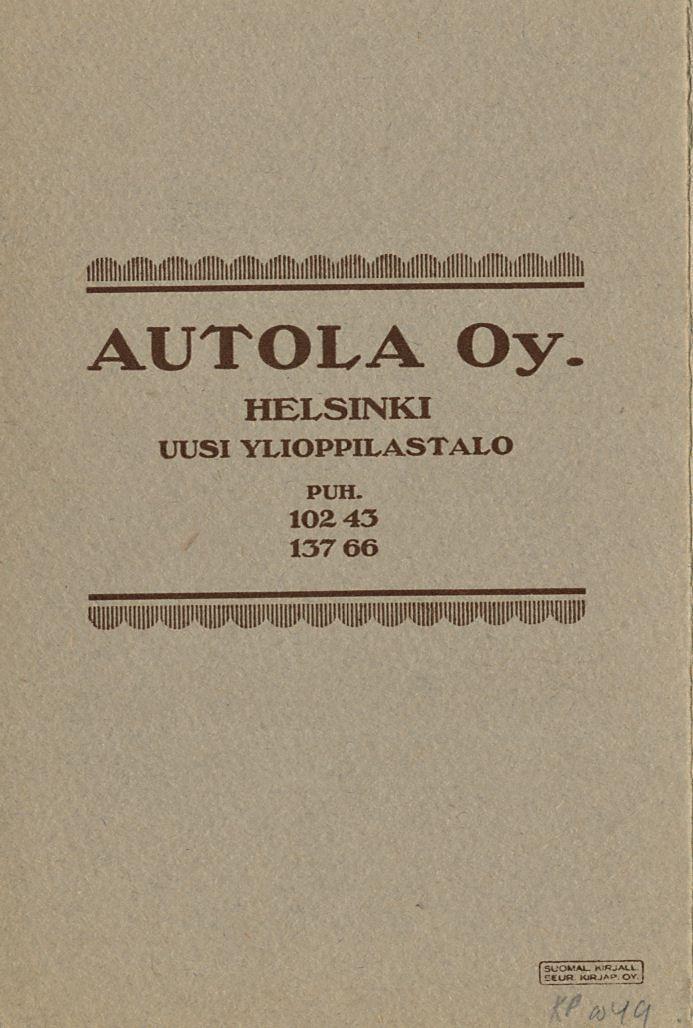 AUTOLA Oy.
HELSINKI
UUSI YLIOPPILASTALO
PUH.
102 43
137 66
SUOMAL. KIRJALL.
SEUR. KIRJAP. OY.